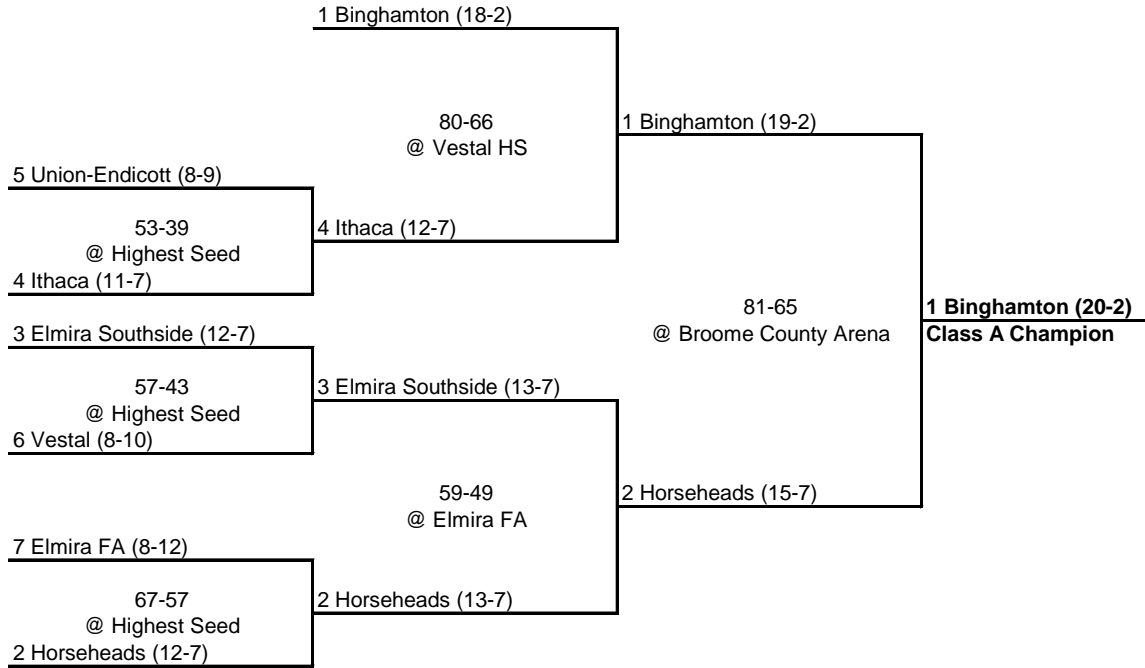 1 Binghamton (18-2)
80-66
@ Vestal HS
1 Binghamton (19-2)
5 Union-Endicott (8-9)
53-39
@ Highest Seed
4 Ithaca (12-7)
4 Ithaca (11-7)
81-65
@ Broome County Arena
1 Binghamton (20-2)
Class A Champion
3 Elmira Southside (12-7)
57-43
@ Highest Seed
3 Elmira Southside (13-7)
6 Vestal (8-10)
59-49
@ Elmira FA
2 Horseheads (15-7)
7 Elmira FA (8-12)
67-57
@ Highest Seed
2 Horseheads (13-7)
2 Horseheads (12-7)